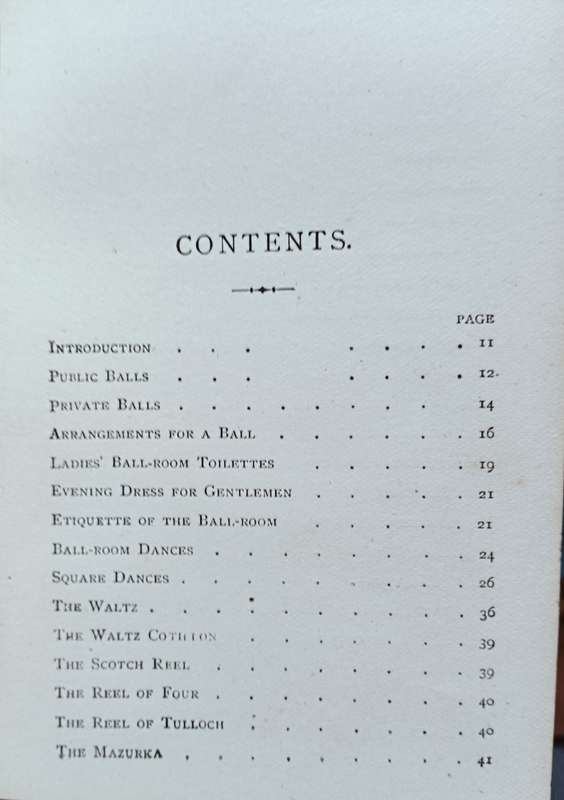 CONTENTS.
PAGE
INTRODUCTION . . . . . . . 11
PUBLIC BALLS . . . . . . . 12
PRIVATE BALLS . . . . . . . . 14
ARRANGEMENTS FOR A BALL . . . . . . 16
LADIES' BALL-ROOM TOILETTES . . . . . 19
EVENING DRESS FOR GENTLEMEN . . . . . 21
ETIQUETTE OF THE BALL-ROOM . . . . . 21
BALL-ROOM DANCES . . . . . . . . 24
SQUARE DANCES . . . . . . . . . 26
THE WALTZ . . . . . . . . . . 36
THE WALTZ COTILLON . . . . . . . 39
THE SCOTCH REEL . . . . . . . . 39
THE REEL OF FOUR . . . . . . . . 40
THE REEL OF TULLOCH . . . . . . . 40
THE MAZURKA . . . . . . . . . 41